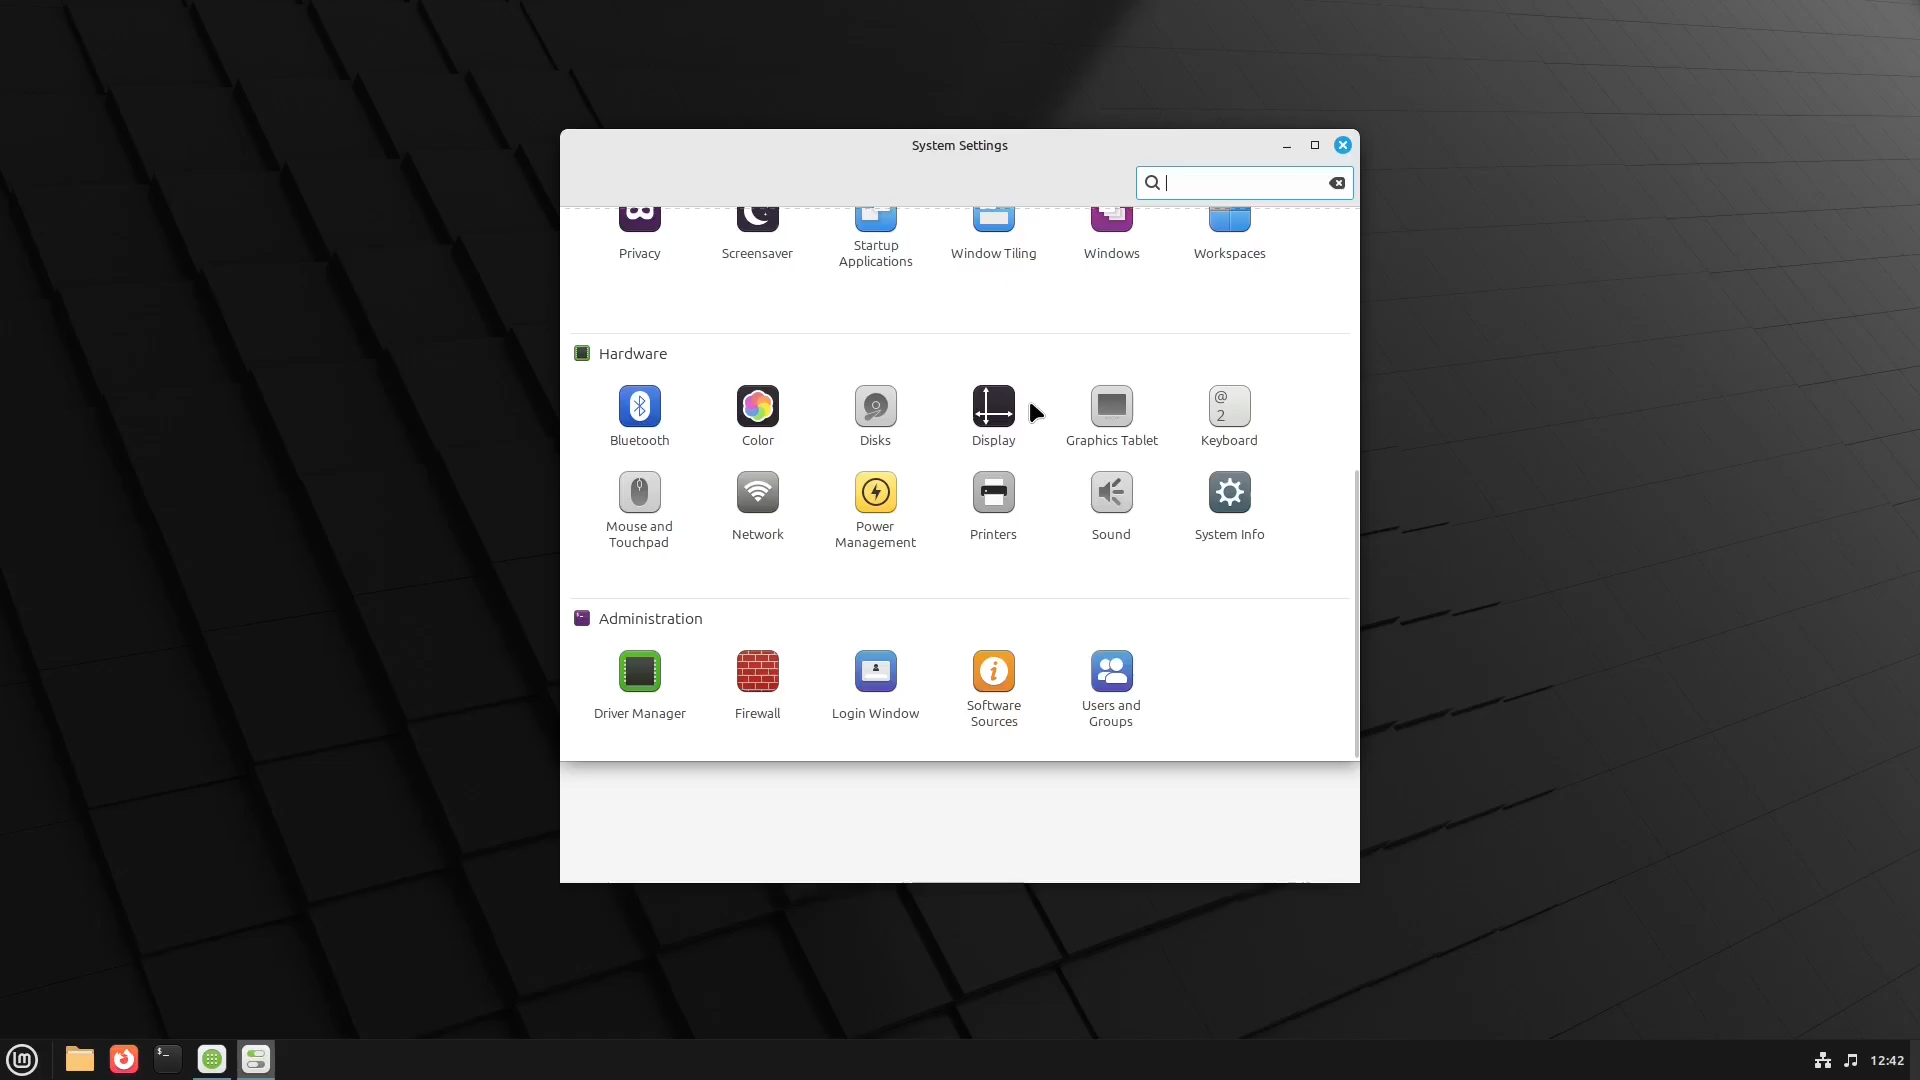 System Settings
Privacy
Screensaver
Startup
Applications
Window Tiling
Windows
Workspaces
Hardware
Bluetooth
Color
Disks
Display
Graphics Tablet
@
2
Keyboard
Mouse and
Touchpad
Network
Power
Management
Printers
Sound
System Info
Administration
Driver Manager
Firewall
Login Window
Software
Sources
Users and
Groups
12:42